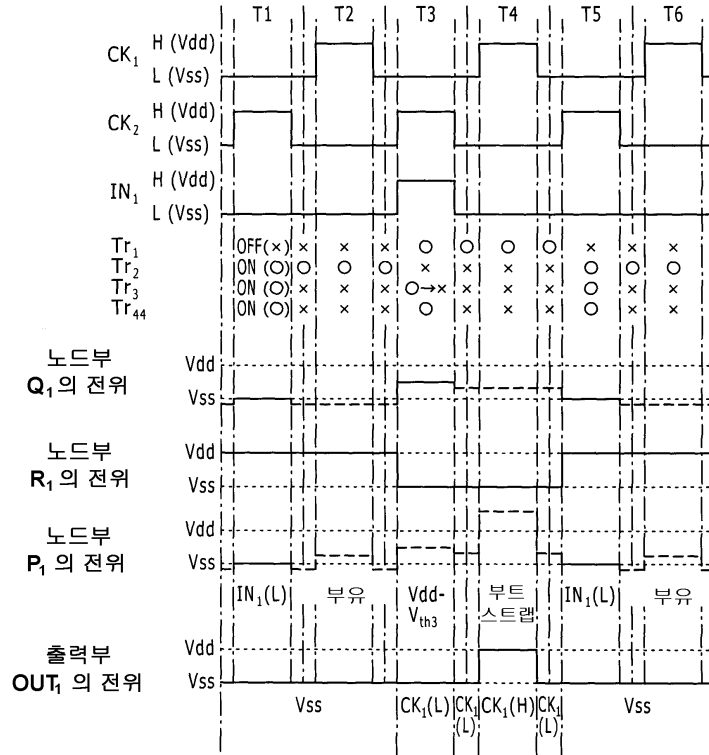 T1 T2 T3 T4 T5 T6
H (Vdd)
CK₁
L (Vss)
H (Vdd)
CK₂
L (Vss)
H (Vdd)
IN₁
L (Vss)
Tr₁ OFF(×) × × × ○ ○ ○ ○ × × ×
Tr₂ ON (○) ○ ○ ○ × × × × ○ ○ ○
Tr₃ ON (○) × × × ○→× × × × ○ × ×
Tr₄₄ ON (○) × × × ○ × × × ○ × ×
노드부 Vdd
Q₁의 전위 Vss
노드부 Vdd
R₁의 전위 Vss
노드부 Vdd
P₁의 전위 Vss
IN₁(L) 부유 Vdd- 부트 IN₁(L) 부유
Vth3 스트랩
출력부 Vdd
OUT₁ 의 전위 Vss
Vss CK₁(L) CK₁(L) CK₁(H) CK₁(L) Vss